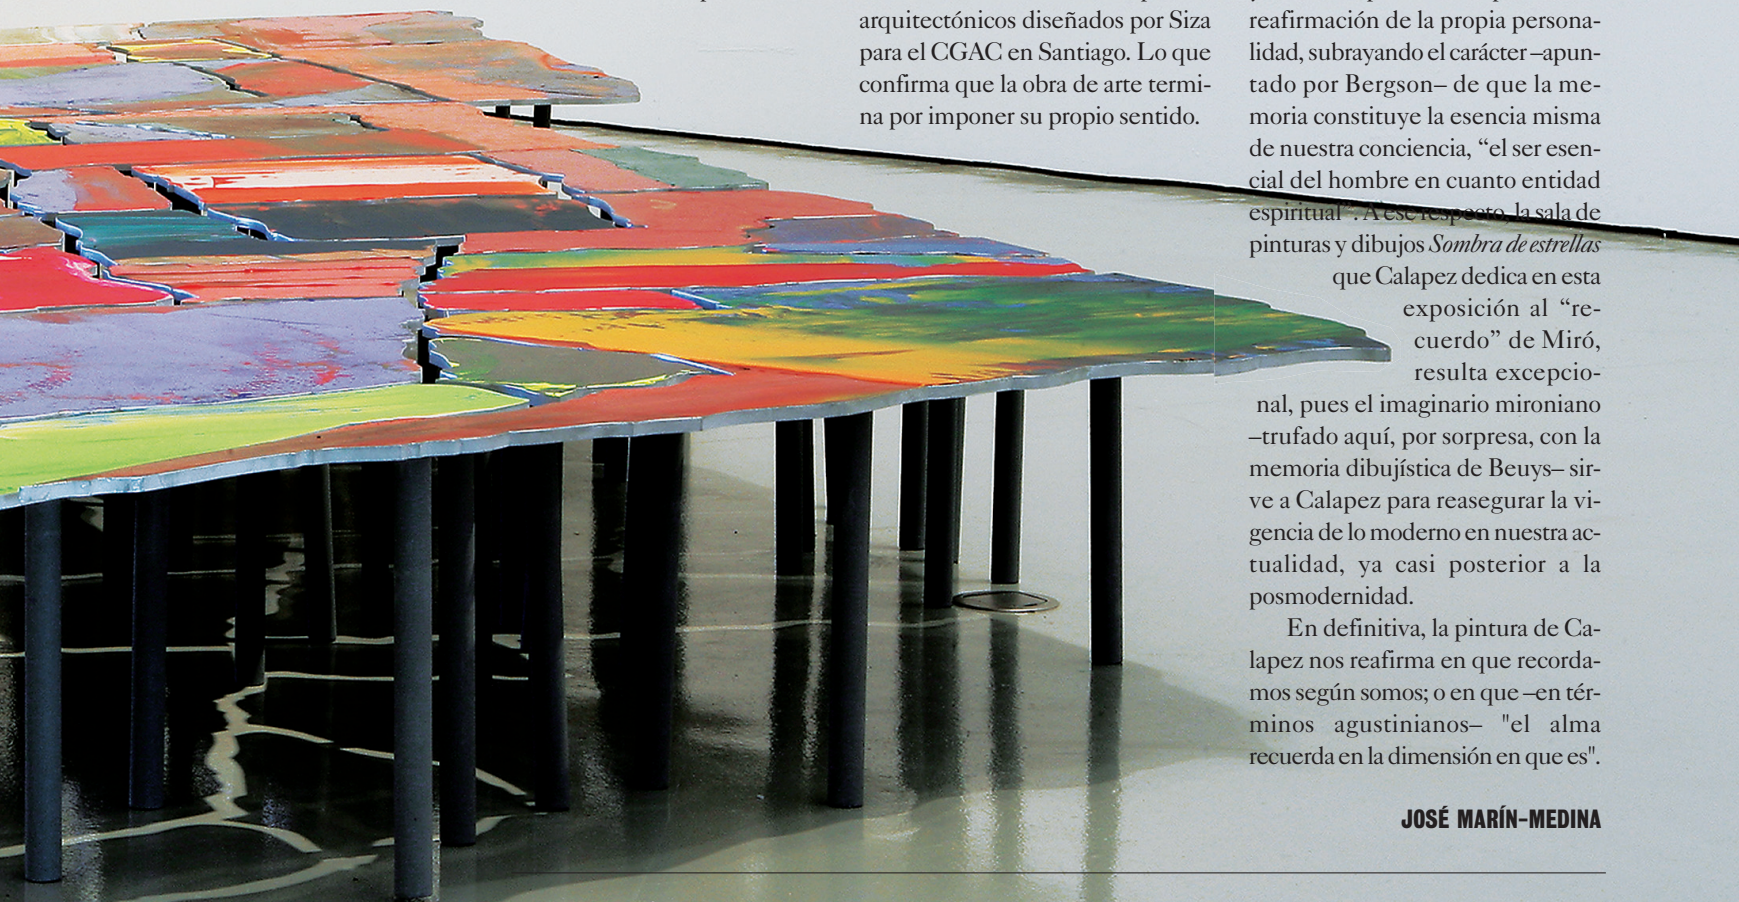 arquitectónicos diseñados por Siza
para el CGAC en Santiago. Lo que
confirma que la obra de arte termi-
na por imponer su propio sentido.
reafirmación de la propia persona-
lidad, subrayando el carácter –apun-
tado por Bergson– de que la me-
moria constituye la esencia misma
de nuestra conciencia, “el ser esen-
cial del hombre en cuanto entidad
espiritual”. A ese respecto, la sala de
pinturas y dibujos Sombra de estrellas
que Calapez dedica en esta
exposición al “re-
cuerdo” de Miró,
resulta excepcio-
nal, pues el imaginario mironiano
–trufado aquí, por sorpresa, con la
memoria dibujística de Beuys– sir-
ve a Calapez para reasegurar la vi-
gencia de lo moderno en nuestra ac-
tualidad, ya casi posterior a la
posmodernidad.
En definitiva, la pintura de Ca-
lapez nos reafirma en que recorda-
mos según somos; o en que –en tér-
minos agustinianos– "el alma
recuerda en la dimensión en que es".
JOSÉ MARÍN-MEDINA